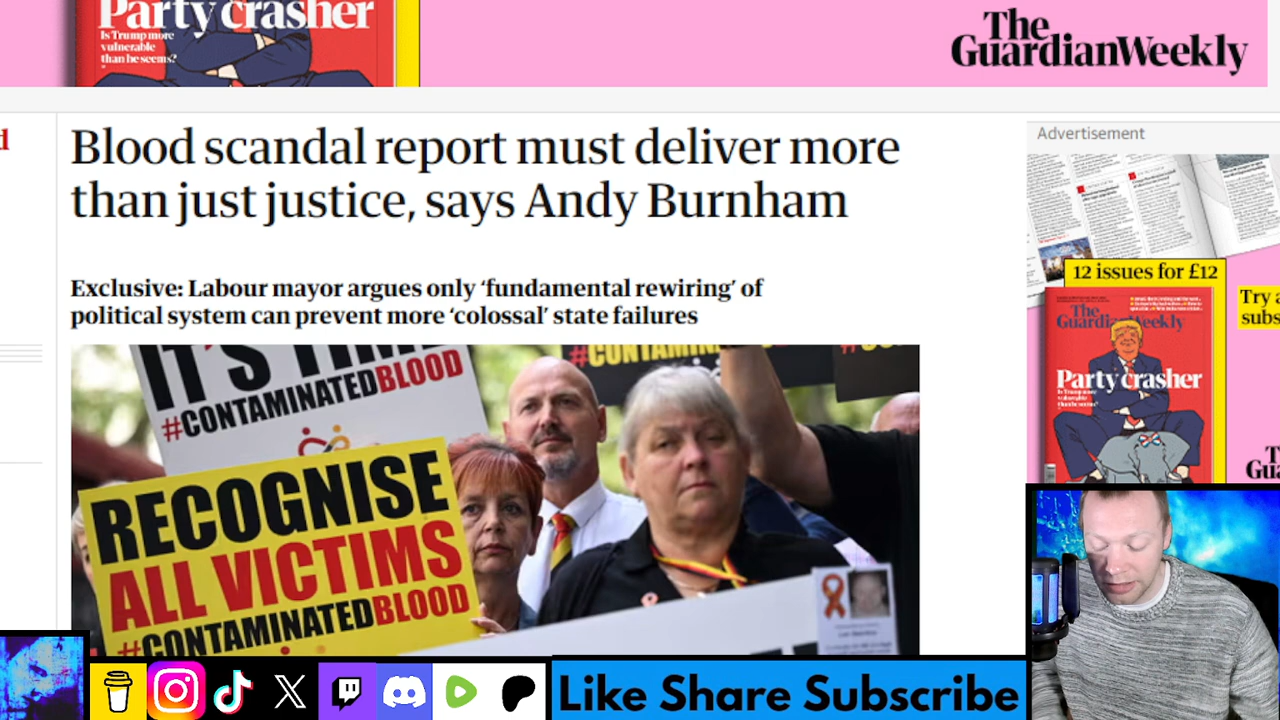 Party crasher
Is Trump more
vulnerable
than he seems?
The
GuardianWeekly
d
Blood scandal report must deliver more
than just justice, says Andy Burnham
Exclusive: Labour mayor argues only ‘fundamental rewiring’ of
political system can prevent more ‘colossal’ state failures
Advertisement
12 issues for £12
Try a
subs
The
GuardianWeekly
Party crasher
IT'S TIME
#CONTAMINATEDBLOOD
#CONTAMIN
RECOGNISE
ALL VICTIMS
#CONTAMINATEDBLOOD
Like Share Subscribe